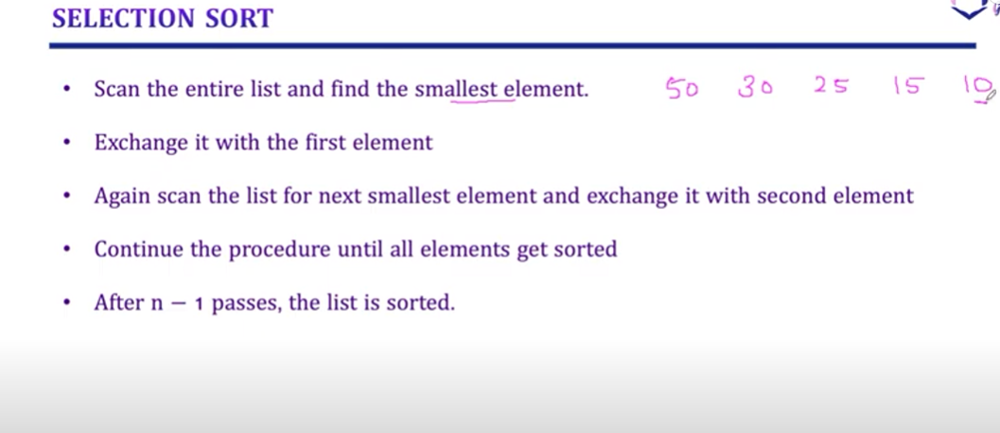 SELECTION SORT
• Scan the entire list and find the smallest element. 50 30 25 15 10
• Exchange it with the first element
• Again scan the list for next smallest element and exchange it with second element
• Continue the procedure until all elements get sorted
• After n – 1 passes, the list is sorted.